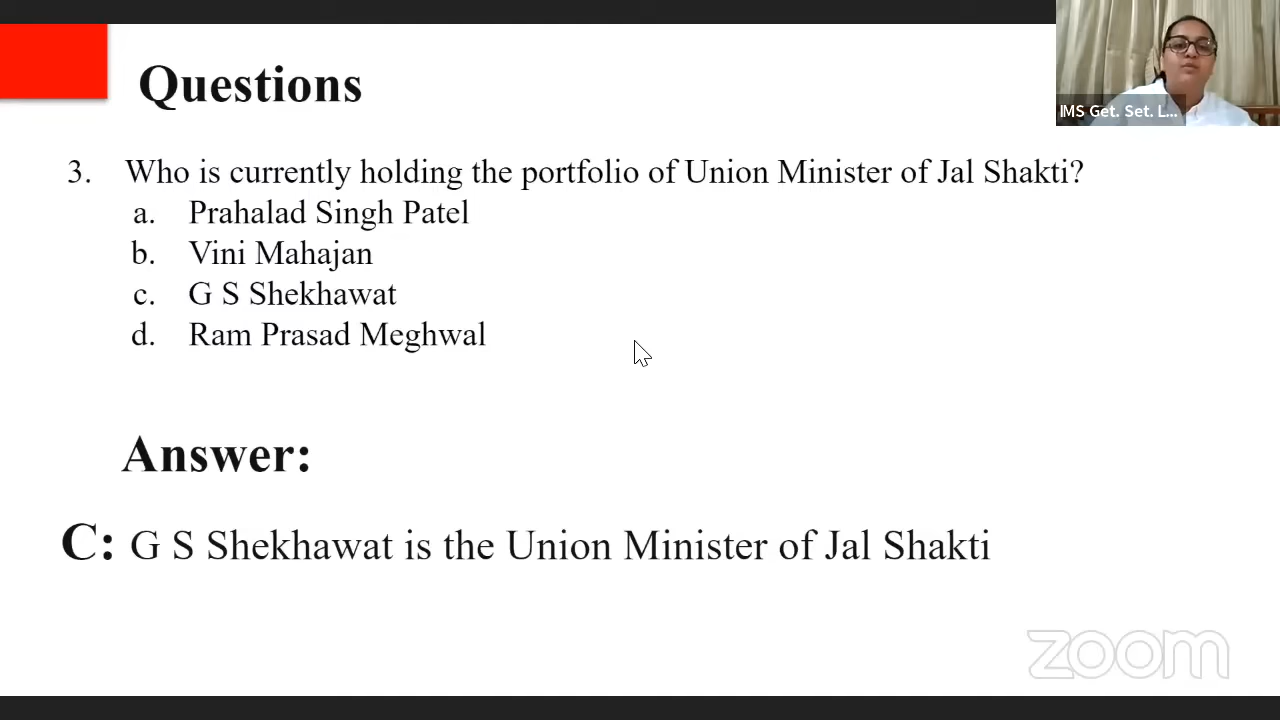 Questions
IMS Get. Set. L...
3. Who is currently holding the portfolio of Union Minister of Jal Shakti?
a. Prahalad Singh Patel
b. Vini Mahajan
c. G S Shekhawat
d. Ram Prasad Meghwal
Answer:
C: G S Shekhawat is the Union Minister of Jal Shakti
zoom